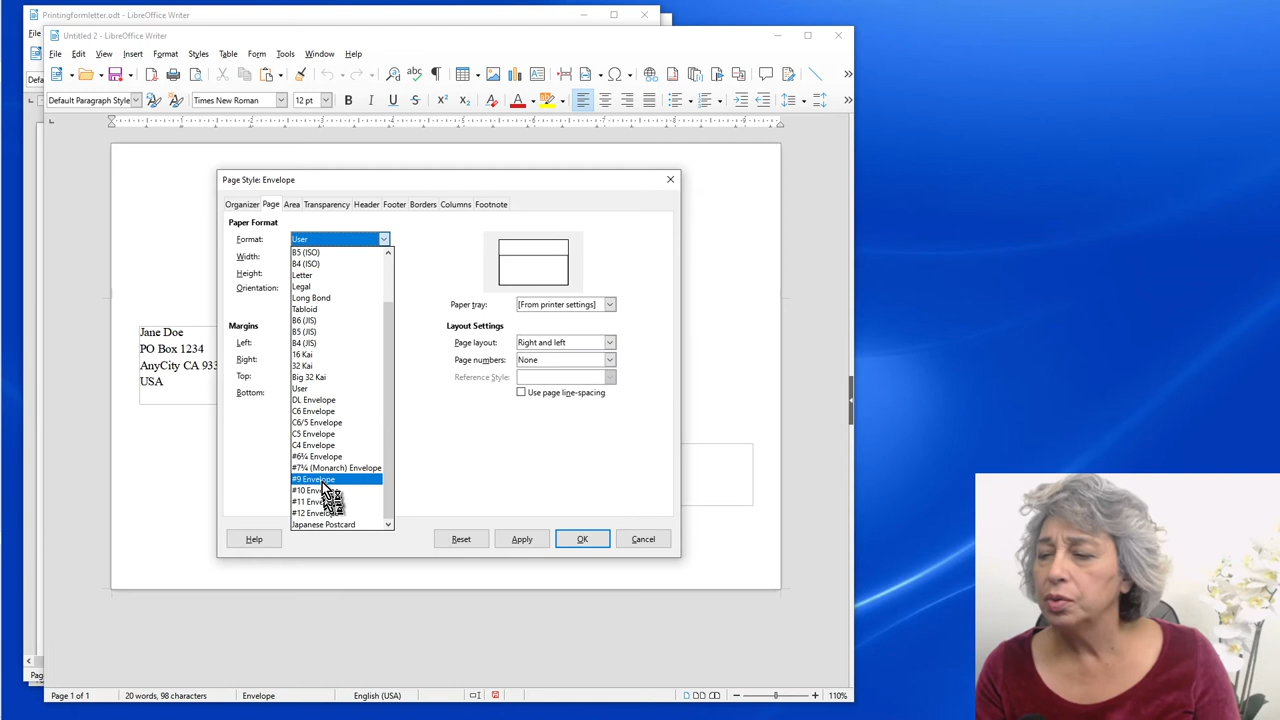 Printingformletter.odt - LibreOffice Writer
Untitled 2 - LibreOffice Writer
File Edit View Insert Format Styles Table Form Tools Window Help
Default Paragraph Style Times New Roman 12 pt
Page Style: Envelope
Organizer Page Area Transparency Header Footer Borders Columns Footnote
Paper Format
Format: User
Width:
Height:
Orientation:
B5 (ISO)
B4 (ISO)
Letter
Legal
Long Bond
Tabloid
B6 (JIS)
B5 (JIS)
B4 (JIS)
16 Kai
32 Kai
Big 32 Kai
User
DL Envelope
C6 Envelope
C6/5 Envelope
C5 Envelope
C4 Envelope
#6¾ Envelope
#7¾ (Monarch) Envelope
#9 Envelope
#10
#11
#12
Japanese Postcard
Paper tray: [From printer settings]
Margins
Left:
Right:
Top:
Bottom:
Layout Settings
Page layout: Right and left
Page numbers: None
Reference Style:
Use page line-spacing
Help Reset Apply OK Cancel
Jane Doe
PO Box 1234
AnyCity CA 933
USA
Page 1 of 1 20 words, 98 characters Envelope English (USA) 110%